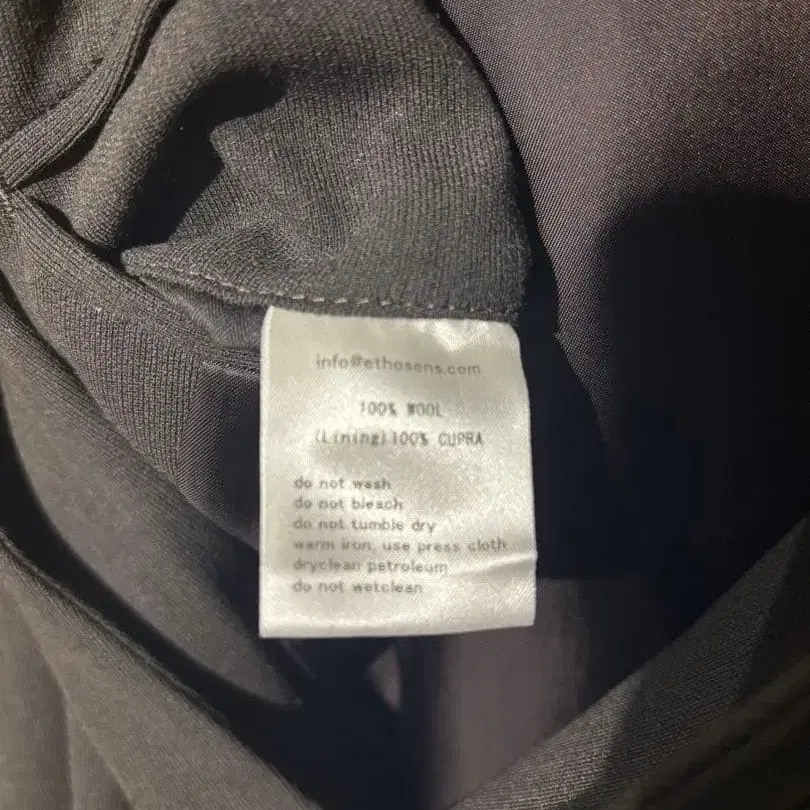 info@ethosens.com
100% WOOL
(Lining)100% CUPRA
do not wash
do not bleach
do not tumble dry
warm iron; use press cloth
dryclean petroleum
do not wetclean